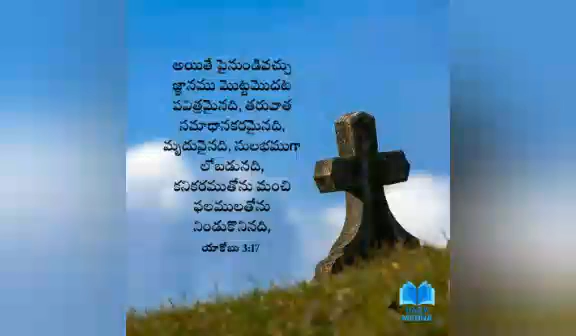 అయితే పైనుండివచ్చు
జ్ఞానము మొట్టమొదట
పవిత్రమైనది, తరువాత
సమాధానకరమైనది,
మృదువైనది, సులభముగా
లోబడునది,
కనికరముతోను మంచి
ఫలములతోను
నిండుకొనినది,
యాకోబు 3:17